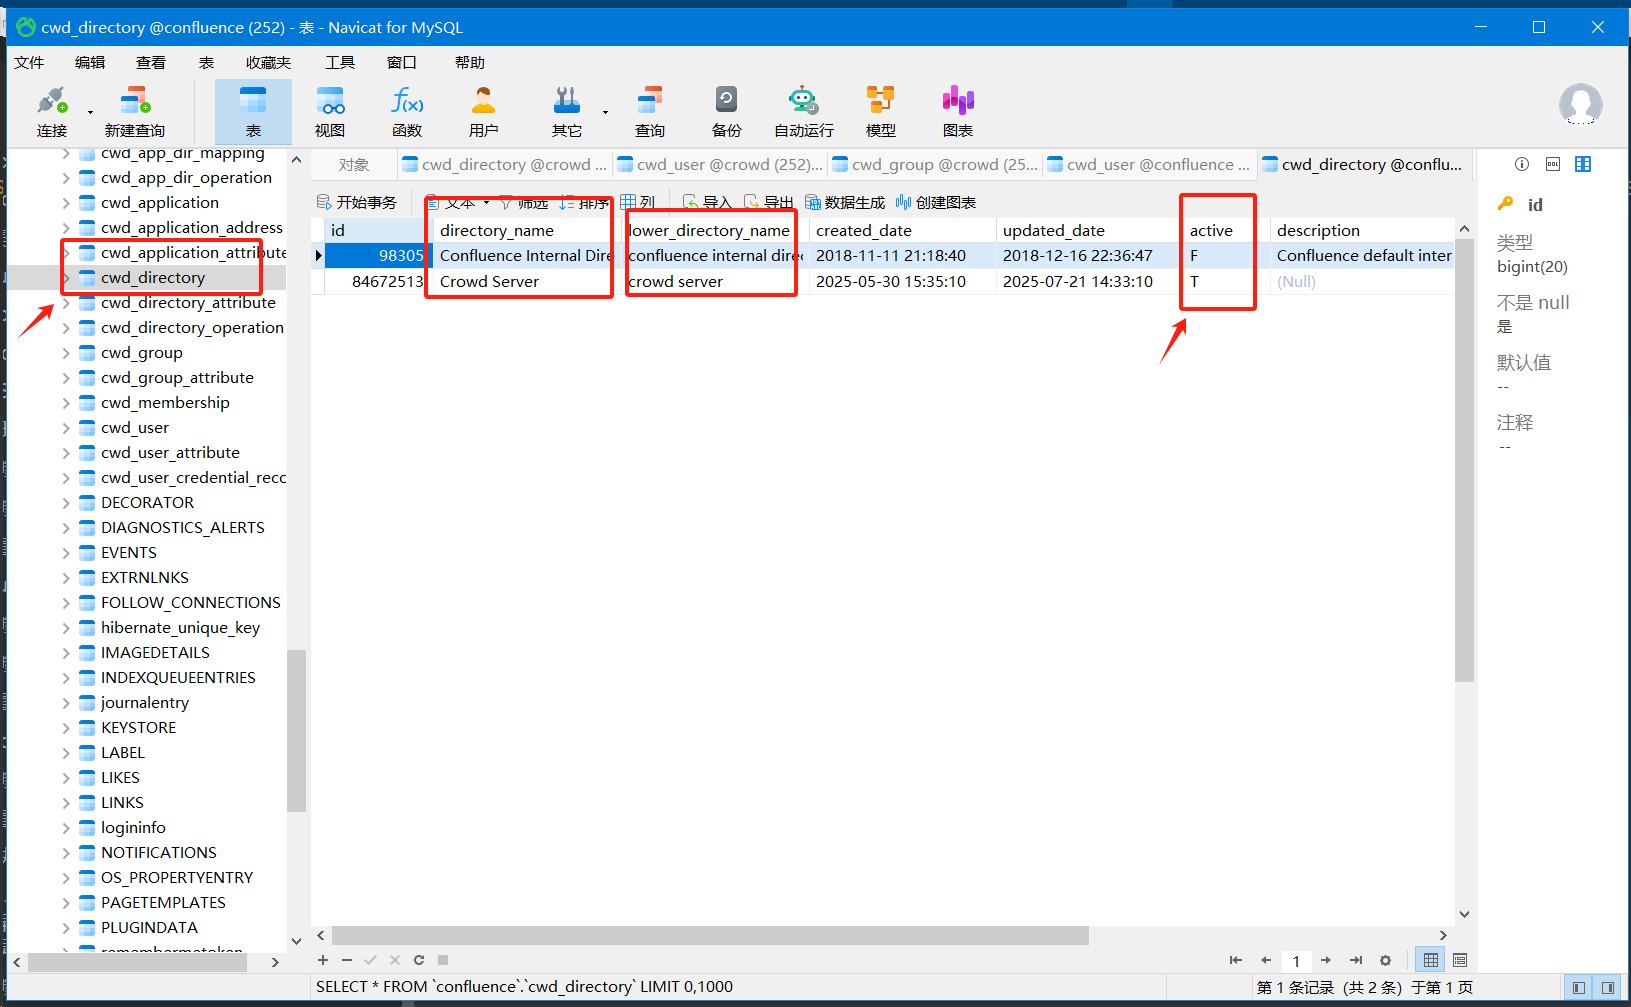 cwd_directory @confluence (252) - 表 - Navicat for MySQL
文件 编辑 查看 表 收藏夹 工具 窗口 帮助
连接 新建查询 表 视图 函数 用户 其它 查询 备份 自动运行 模型 图表
对象 cwd_directory @crowd ... cwd_user @crowd (252)... cwd_group @crowd (25... cwd_user @confluence ... cwd_directory @conflu...
开始事务 文本 筛选 排序 列 导入 导出 数据生成 创建图表
id directory_name lower_directory_name created_date updated_date active description
98305 Confluence Internal Dire confluence internal direc 2018-11-11 21:18:40 2018-12-16 22:36:47 F Confluence default inter
84672513 Crowd Server crowd server 2025-05-30 15:35:10 2025-07-21 14:33:10 T (Null)
cwd_app_dir_mapping
cwd_app_dir_operation
cwd_application
cwd_application_address
cwd_application_attribute
cwd_directory
cwd_directory_attribute
cwd_directory_operation
cwd_group
cwd_group_attribute
cwd_membership
cwd_user
cwd_user_attribute
cwd_user_credential_recc
DECORATOR
DIAGNOSTICS_ALERTS
EVENTS
EXTRNLNKS
FOLLOW_CONNECTIONS
hibernate_unique_key
IMAGEDETAILS
INDEXQUEUEENTRIES
journalentry
KEYSTORE
LABEL
LIKES
LINKS
logininfo
NOTIFICATIONS
OS_PROPERTYENTRY
PAGETEMPLATES
PLUGINDATA
remembermetoken
DDL
id
类型
bigint(20)
不是 null
是
默认值
--
注释
--
1
SELECT * FROM `confluence`.`cwd_directory` LIMIT 0,1000
第 1 条记录 (共 2 条) 于第 1 页